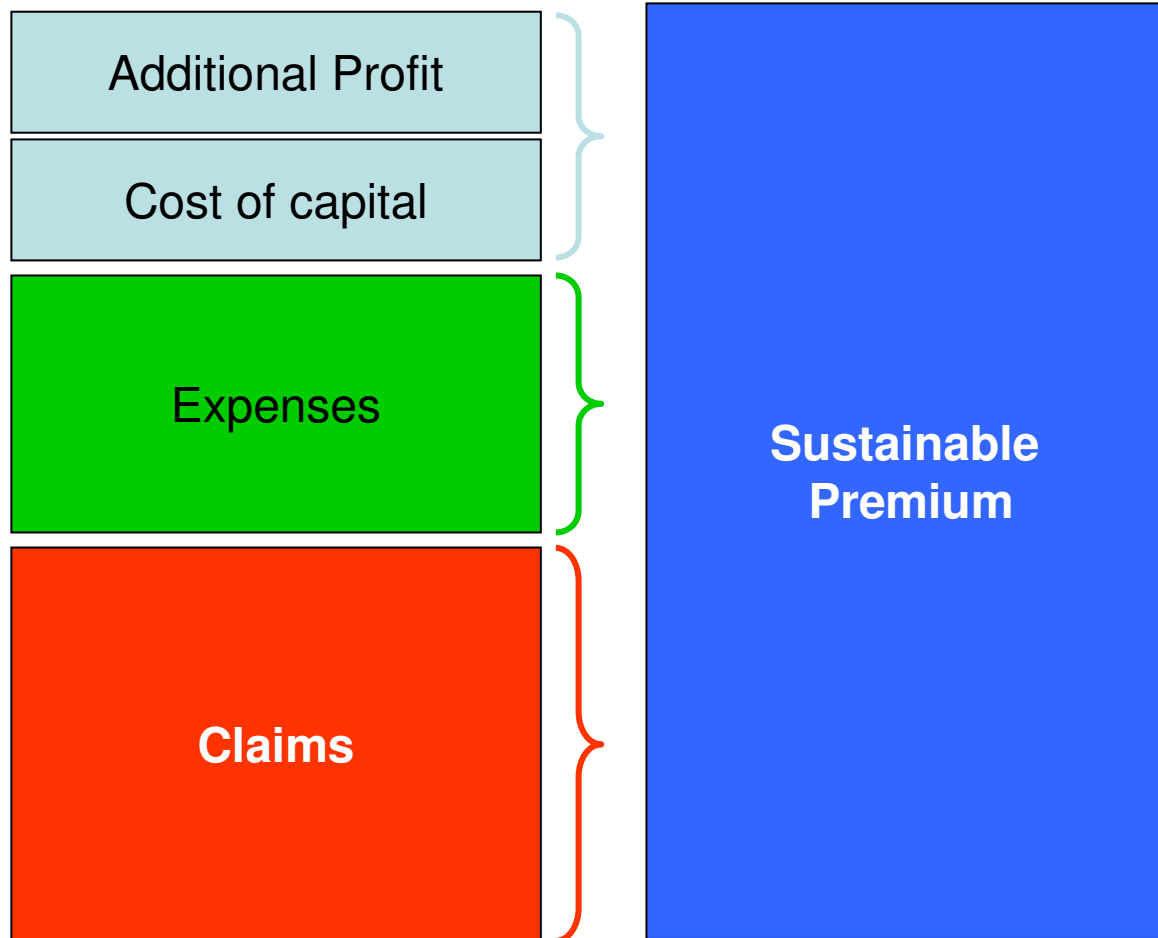 Additional Profit
Cost of capital
Expenses
Claims
Sustainable
Premium